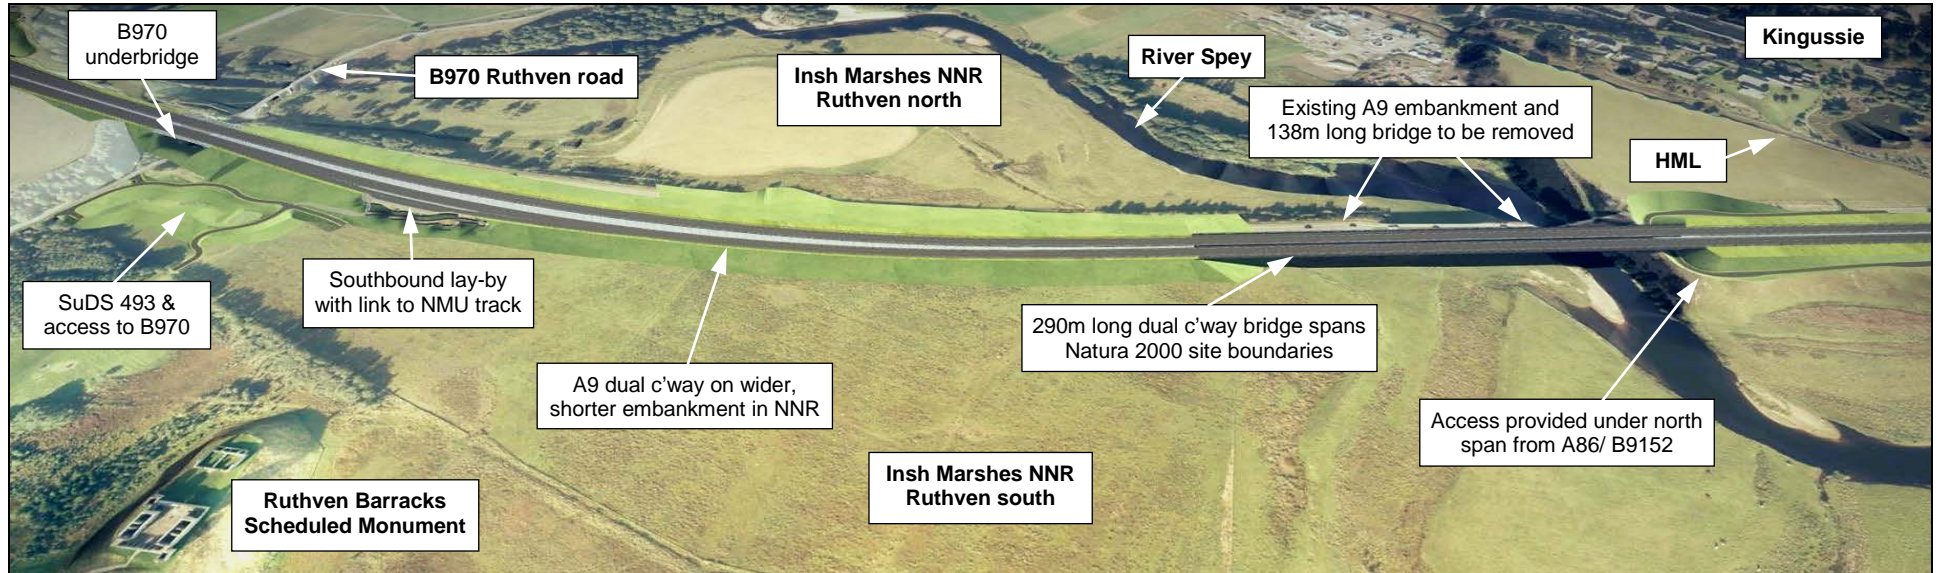 B970
underbridge
B970 Ruthven road
Insh Marshes NNR
Ruthven north
River Spey
Kingussie
Existing A9 embankment and
138m long bridge to be removed
HML
SuDS 493 &
access to B970
Southbound lay-by
with link to NMU track
A9 dual c'way on wider,
shorter embankment in NNR
290m long dual c'way bridge spans
Natura 2000 site boundaries
Access provided under north
span from A86/ B9152
Ruthven Barracks
Scheduled Monument
Insh Marshes NNR
Ruthven south